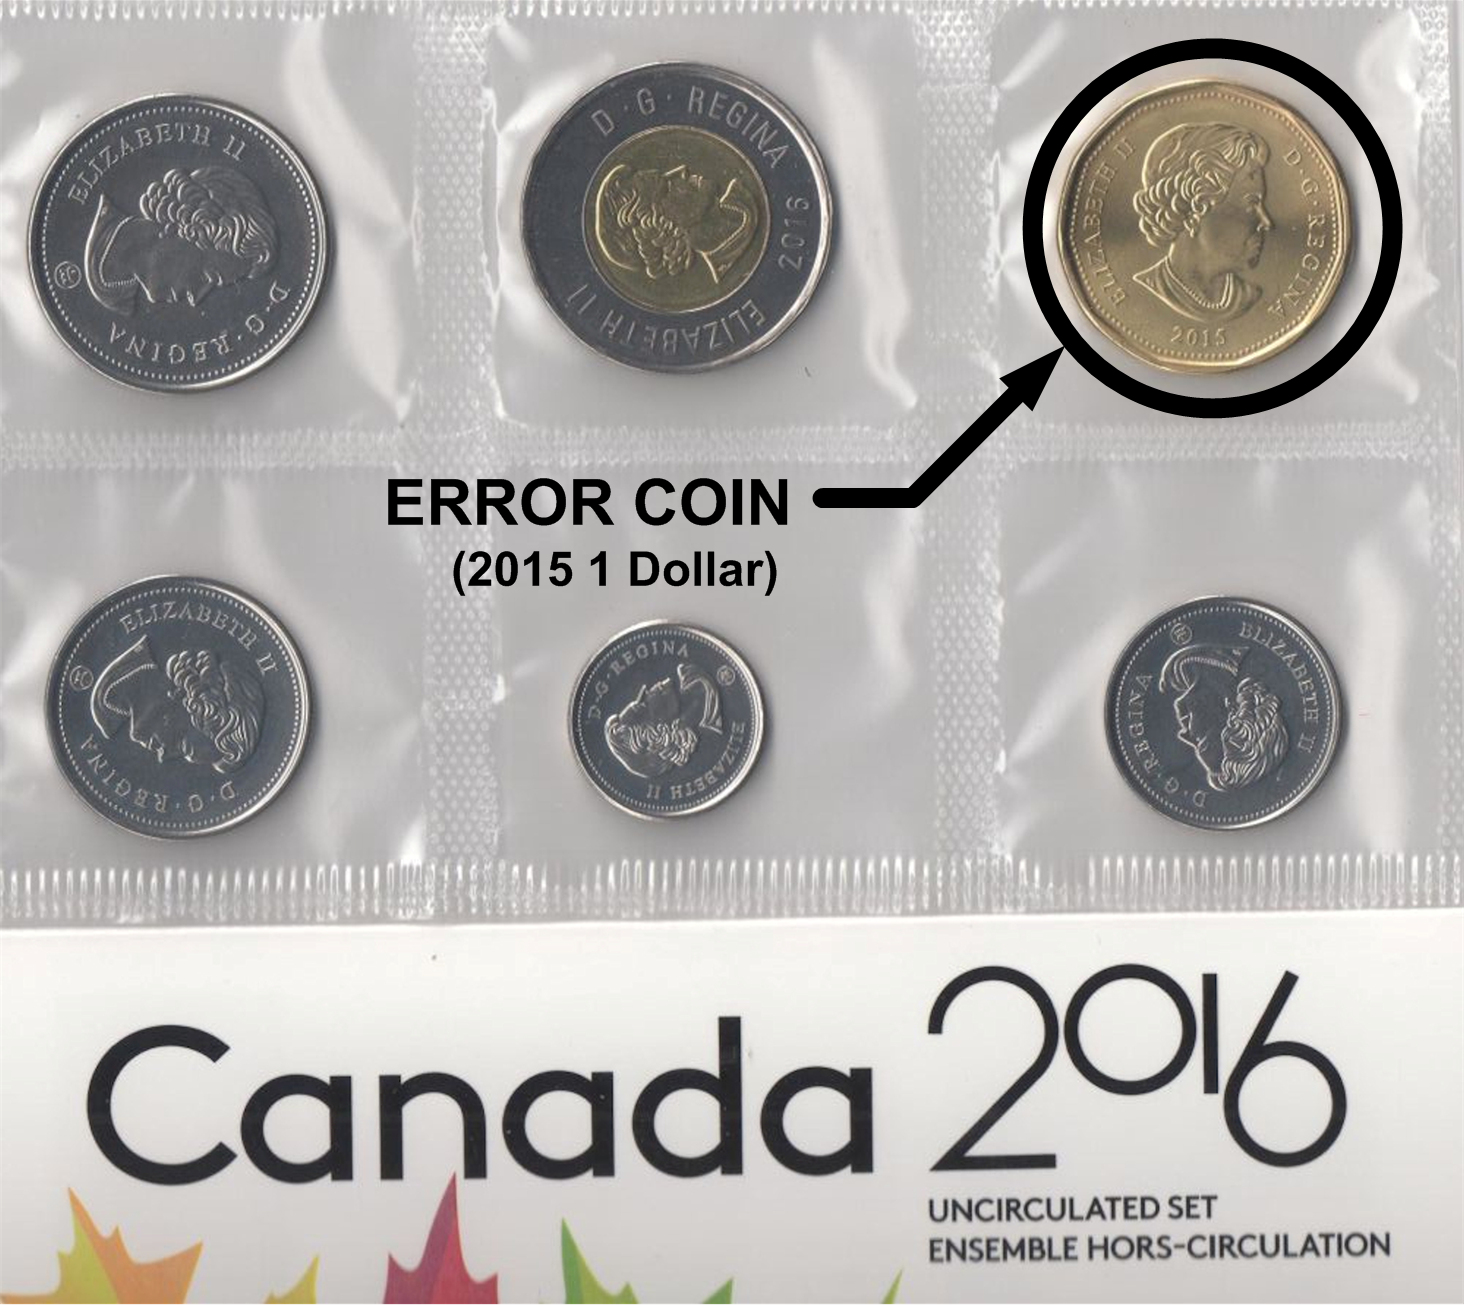 ELIZABETH II
D·G·REGINA
D·G·REGINA
2016
ELIZABETH II
ELIZABETH II
D·G·REGINA
2015
ERROR COIN
(2015 1 Dollar)
ELIZABETH II
D·G·REGINA
D·G·REGINA
ELIZABETH II
ELIZABETH II
D·G·REGINA
Canada 2016
UNCIRCULATED SET
ENSEMBLE HORS-CIRCULATION